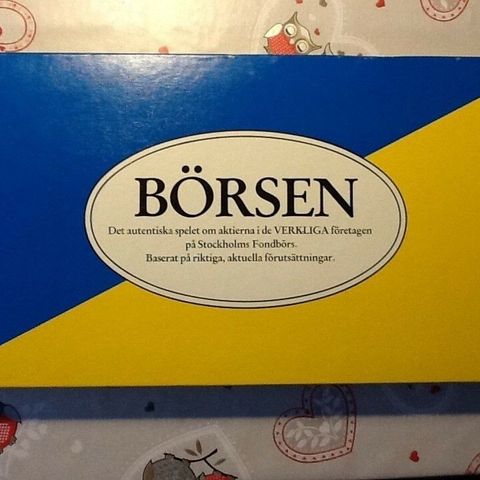 BÖRSEN
Det autentiska spelet om aktierna i de VERKLIGA företagen
på Stockholms Fondbörs.
Baserat på riktiga, aktuella förutsättningar.